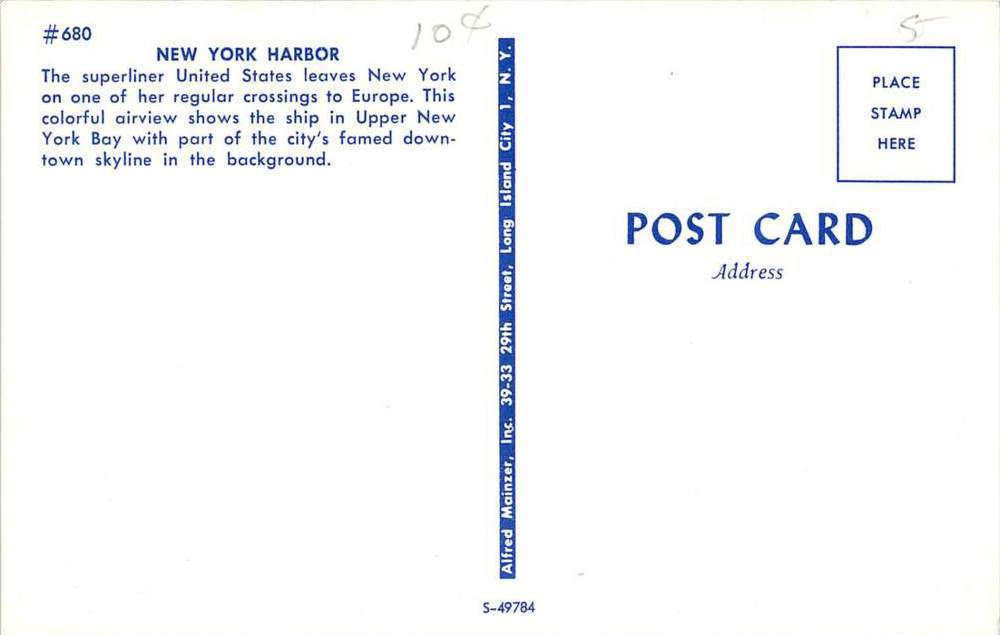 #680
10¢
5
NEW YORK HARBOR
The superliner United States leaves New York
on one of her regular crossings to Europe. This
colorful airview shows the ship in Upper New
York Bay with part of the city's famed down-
town skyline in the background.
Alfred Mainzer, Inc. 39-33 29th Street, Long Island City 1, N. Y.
PLACE
STAMP
HERE
POST CARD
Address
S-49784